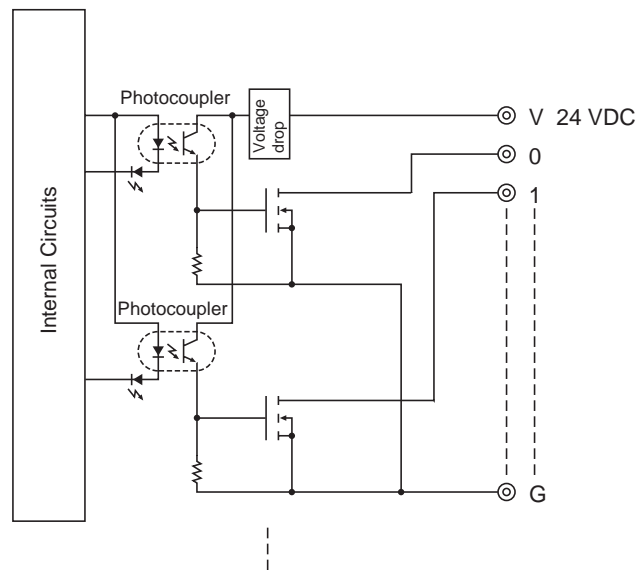 Internal Circuits
Photocoupler
Voltage
drop
V 24 VDC
0
1
Photocoupler
G